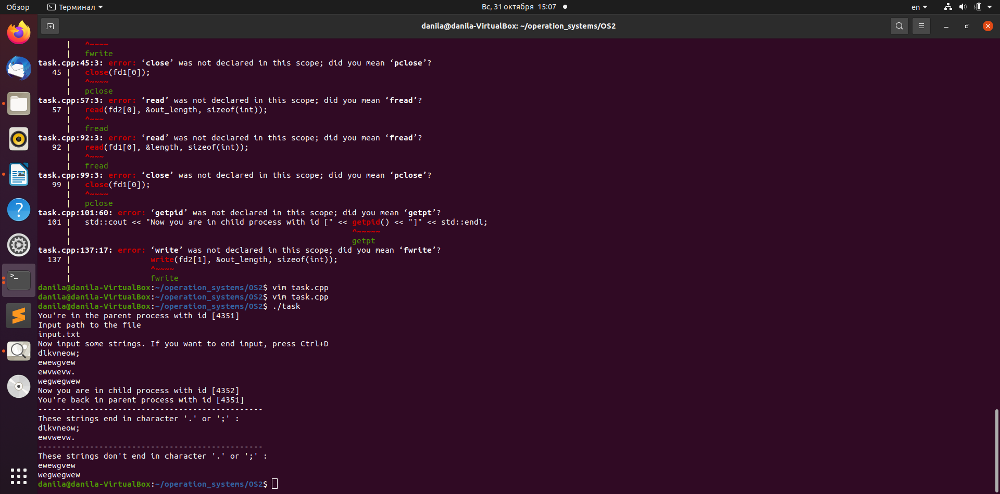 Обзор
Терминал
Вс, 31 октября 15:07
en
danila@danila-VirtualBox: ~/operation_systems/OS2
| ^~~~~
| fwrite
task.cpp:45:3: error: ‘close’ was not declared in this scope; did you mean ‘pclose’?
45 | close(fd1[0]);
| ^~~~~
| pclose
task.cpp:57:3: error: ‘read’ was not declared in this scope; did you mean ‘fread’?
57 | read(fd2[0], &out_length, sizeof(int));
| ^~~~
| fread
task.cpp:92:3: error: ‘read’ was not declared in this scope; did you mean ‘fread’?
92 | read(fd1[0], &length, sizeof(int));
| ^~~~
| fread
task.cpp:99:3: error: ‘close’ was not declared in this scope; did you mean ‘pclose’?
99 | close(fd1[0]);
| ^~~~~
| pclose
task.cpp:101:60: error: ‘getpid’ was not declared in this scope; did you mean ‘getpt’?
101 | std::cout << "Now you are in child process with id [" << getpid() << "]" << std::endl;
| ^~~~~~
| getpt
task.cpp:137:17: error: ‘write’ was not declared in this scope; did you mean ‘fwrite’?
137 | write(fd2[1], &out_length, sizeof(int));
| ^~~~~
| fwrite
danila@danila-VirtualBox:~/operation_systems/OS2$ vim task.cpp
danila@danila-VirtualBox:~/operation_systems/OS2$ vim task.cpp
danila@danila-VirtualBox:~/operation_systems/OS2$ ./task
You're in the parent process with id [4351]
Input path to the file
input.txt
Now input some strings. If you want to end input, press Ctrl+D
dlkvneow;
ewewgvew
ewvwevw.
wegwegwew
Now you are in child process with id [4352]
You're back in parent process with id [4351]
------------------------------------------------
These strings end in character '.' or ';' :
dlkvneow;
ewvwevw.
------------------------------------------------
These strings don't end in character '.' or ';' :
ewewgvew
wegwegwew
danila@danila-VirtualBox:~/operation_systems/OS2$